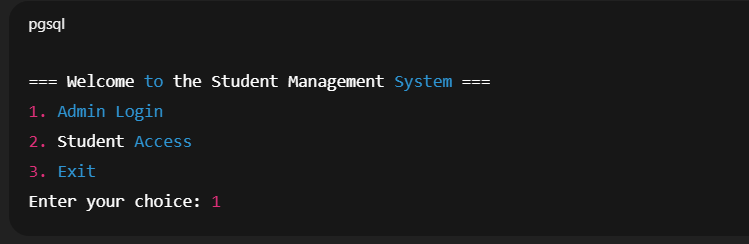 pgsql
=== Welcome to the Student Management System ===
1. Admin Login
2. Student Access
3. Exit
Enter your choice: 1